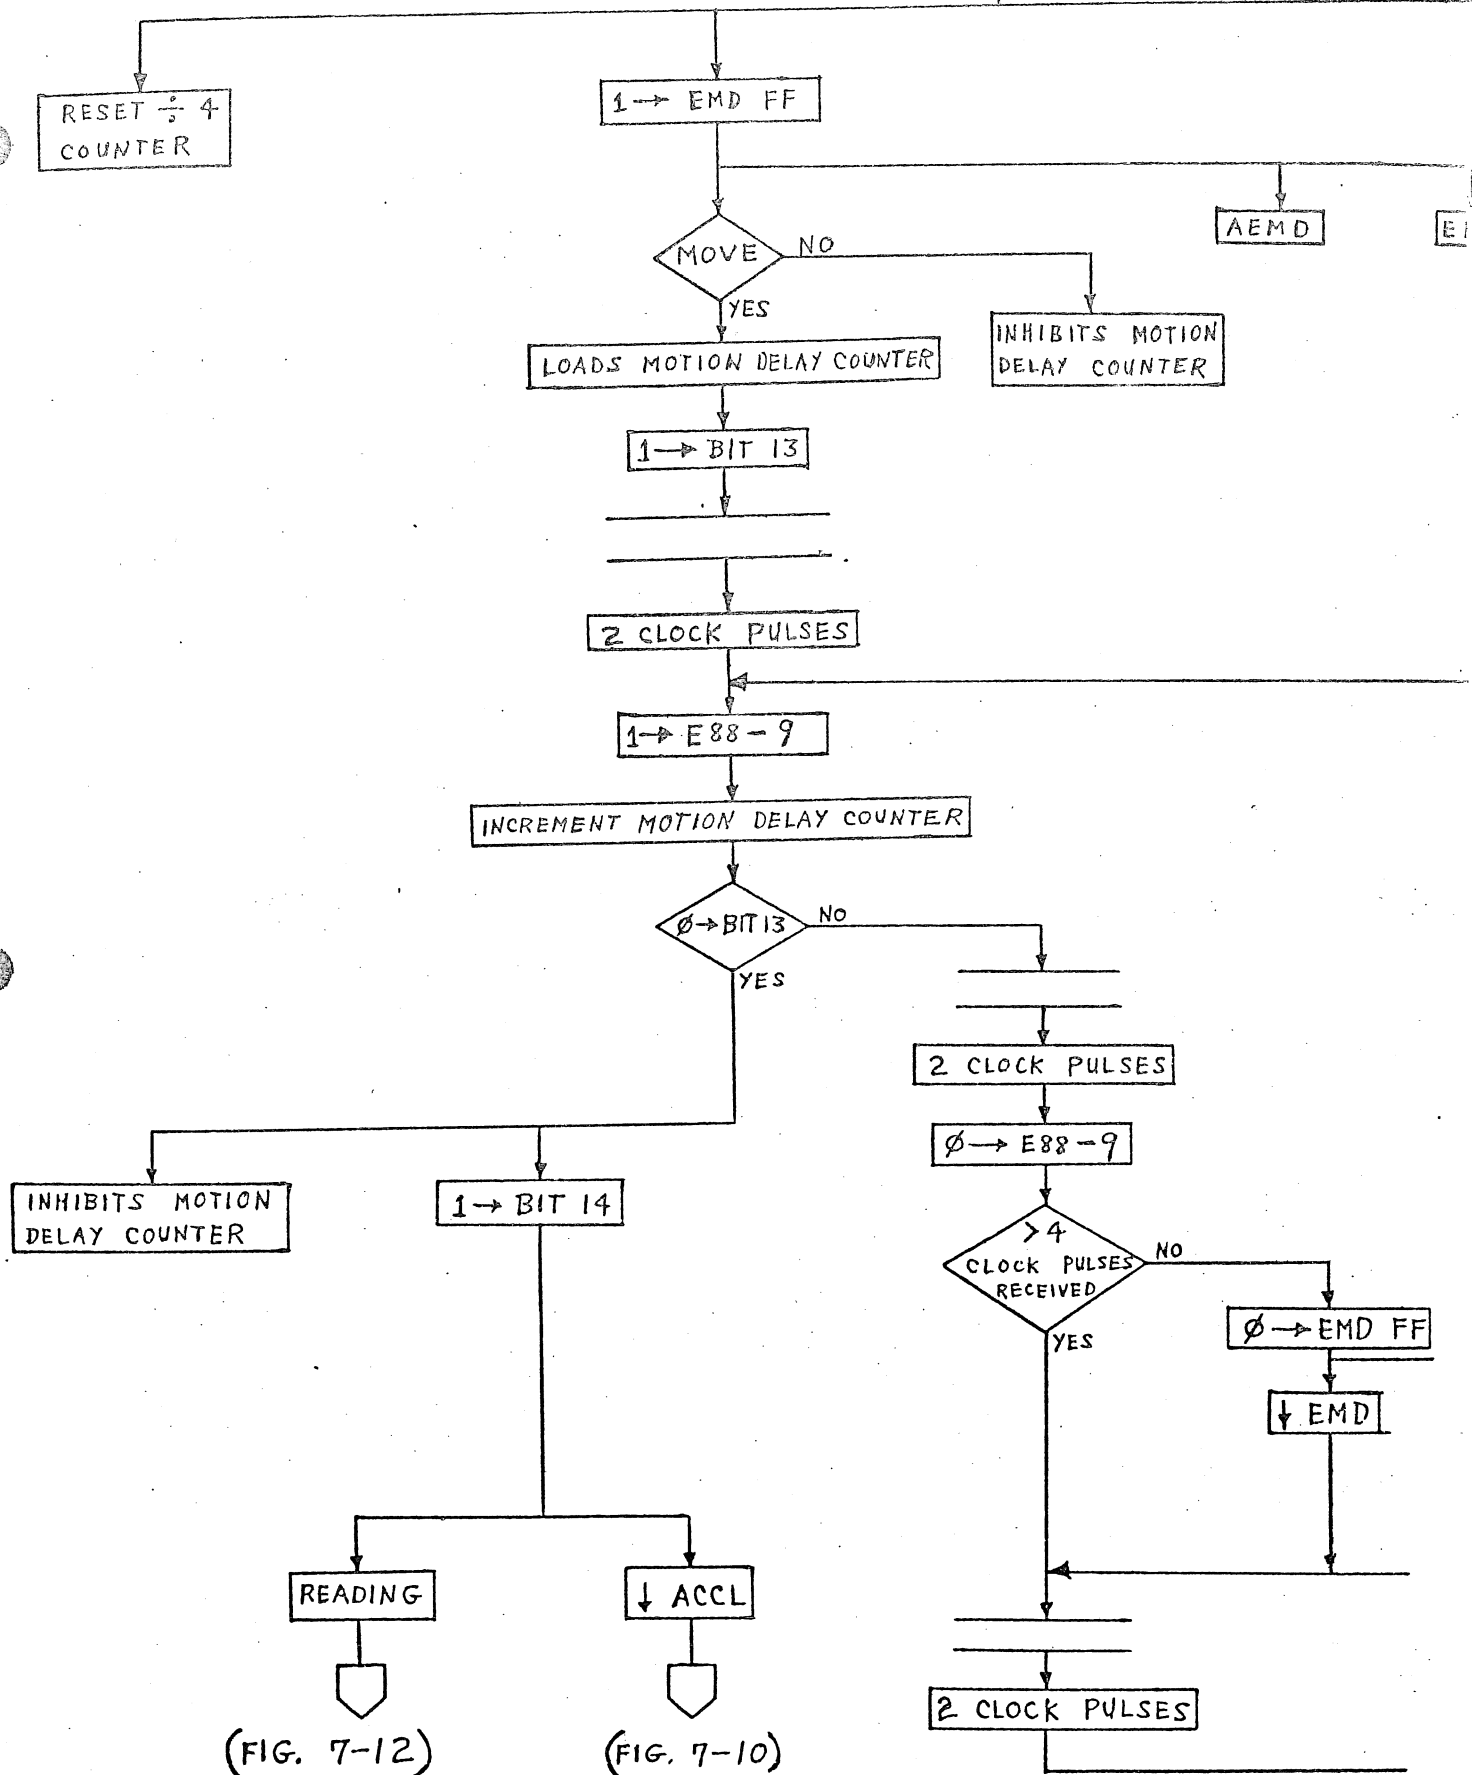 RESET ÷ 4
COUNTER
1→ EMD FF
AEMD
MOVE
NO
YES
INHIBITS MOTION
DELAY COUNTER
LOADS MOTION DELAY COUNTER
1→ BIT 13
2 CLOCK PULSES
1→ E88-9
INCREMENT MOTION DELAY COUNTER
Ø→BIT13
NO
YES
2 CLOCK PULSES
Ø→ E88-9
INHIBITS MOTION
DELAY COUNTER
1→ BIT 14
>4
CLOCK PULSES
RECEIVED
NO
YES
Ø→EMD FF
↓ EMD
READING
↓ ACCL
2 CLOCK PULSES
(FIG. 7-12)
(FIG. 7-10)